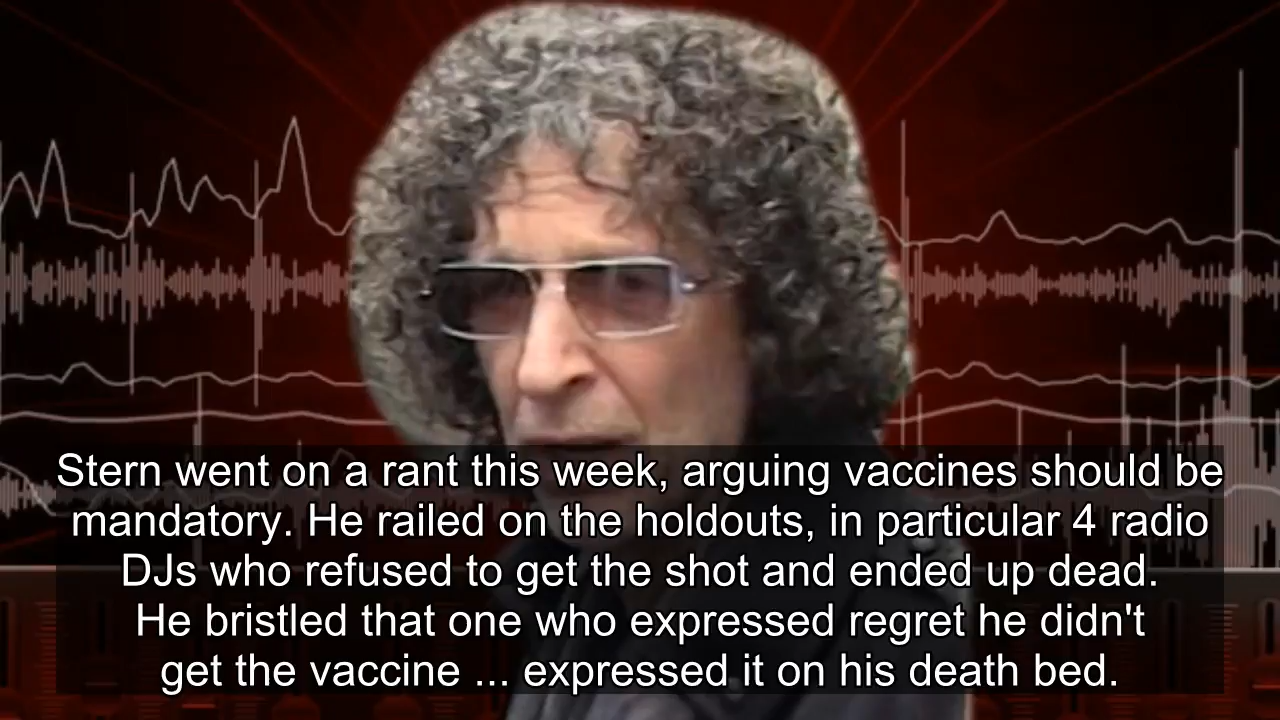 Stern went on a rant this week, arguing vaccines should be
mandatory. He railed on the holdouts, in particular 4 radio
DJs who refused to get the shot and ended up dead.
He bristled that one who expressed regret he didn't
get the vaccine ... expressed it on his death bed.